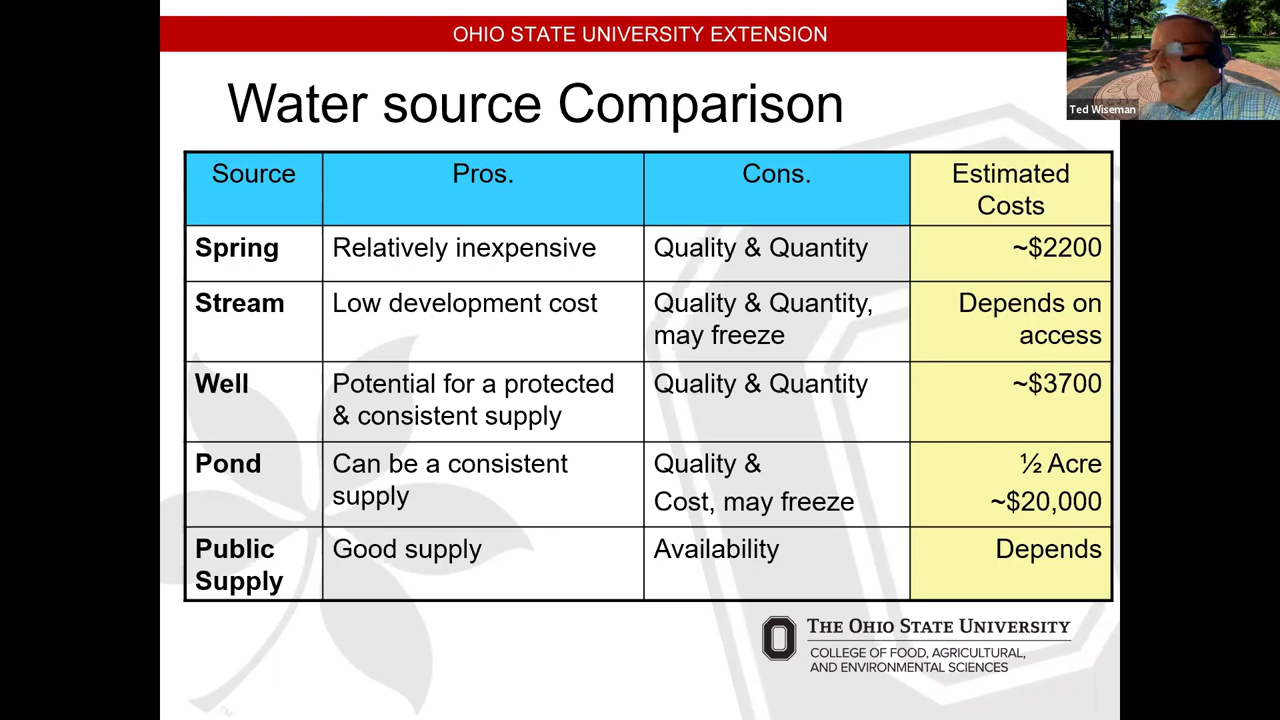 OHIO STATE UNIVERSITY EXTENSION
Ted Wiseman
Water source Comparison
Source Pros. Cons. Estimated
Costs
Spring Relatively inexpensive Quality & Quantity ~$2200
Stream Low development cost Quality & Quantity, Depends on
may freeze access
Well Potential for a protected Quality & Quantity ~$3700
& consistent supply
Pond Can be a consistent Quality & ½ Acre
supply Cost, may freeze ~$20,000
Public Good supply Availability Depends
Supply
THE OHIO STATE UNIVERSITY
COLLEGE OF FOOD, AGRICULTURAL,
AND ENVIRONMENTAL SCIENCES
TM